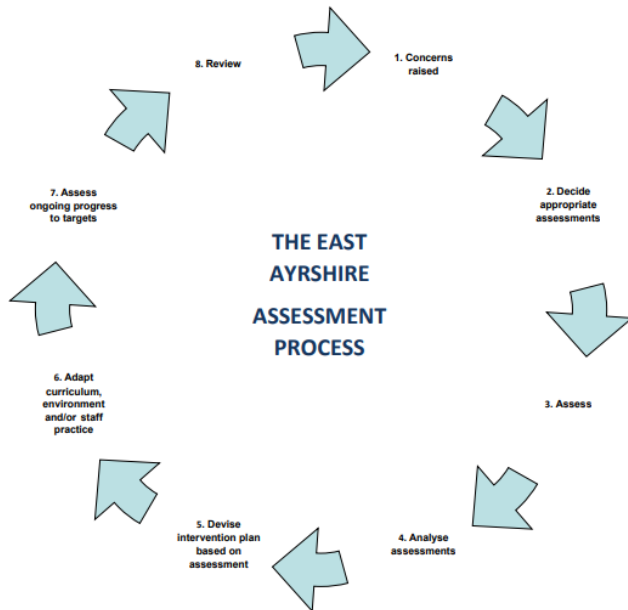 8. Review
1. Concerns
raised
2. Decide
appropriate
assessments
7. Assess
ongoing progress
to targets
THE EAST
AYRSHIRE
ASSESSMENT
PROCESS
6. Adapt
curriculum,
environment
and/or staff
practice
3. Assess
5. Devise
intervention plan
based on
assessment
4. Analyse
assessments